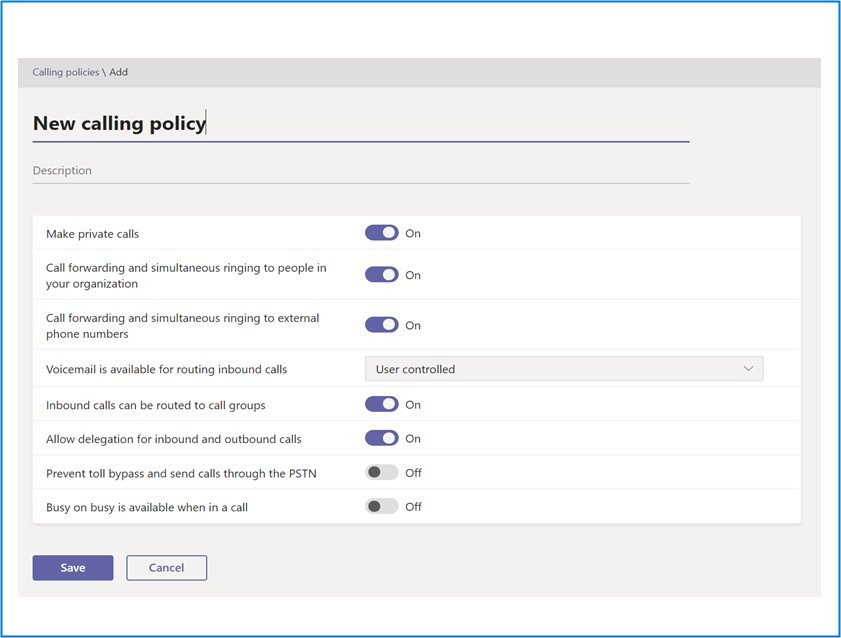 Calling policies \ Add
New calling policy
Description
Make private calls On
Call forwarding and simultaneous ringing to people in
your organization On
Call forwarding and simultaneous ringing to external
phone numbers On
Voicemail is available for routing inbound calls User controlled
Inbound calls can be routed to call groups On
Allow delegation for inbound and outbound calls On
Prevent toll bypass and send calls through the PSTN Off
Busy on busy is available when in a call Off
Save Cancel